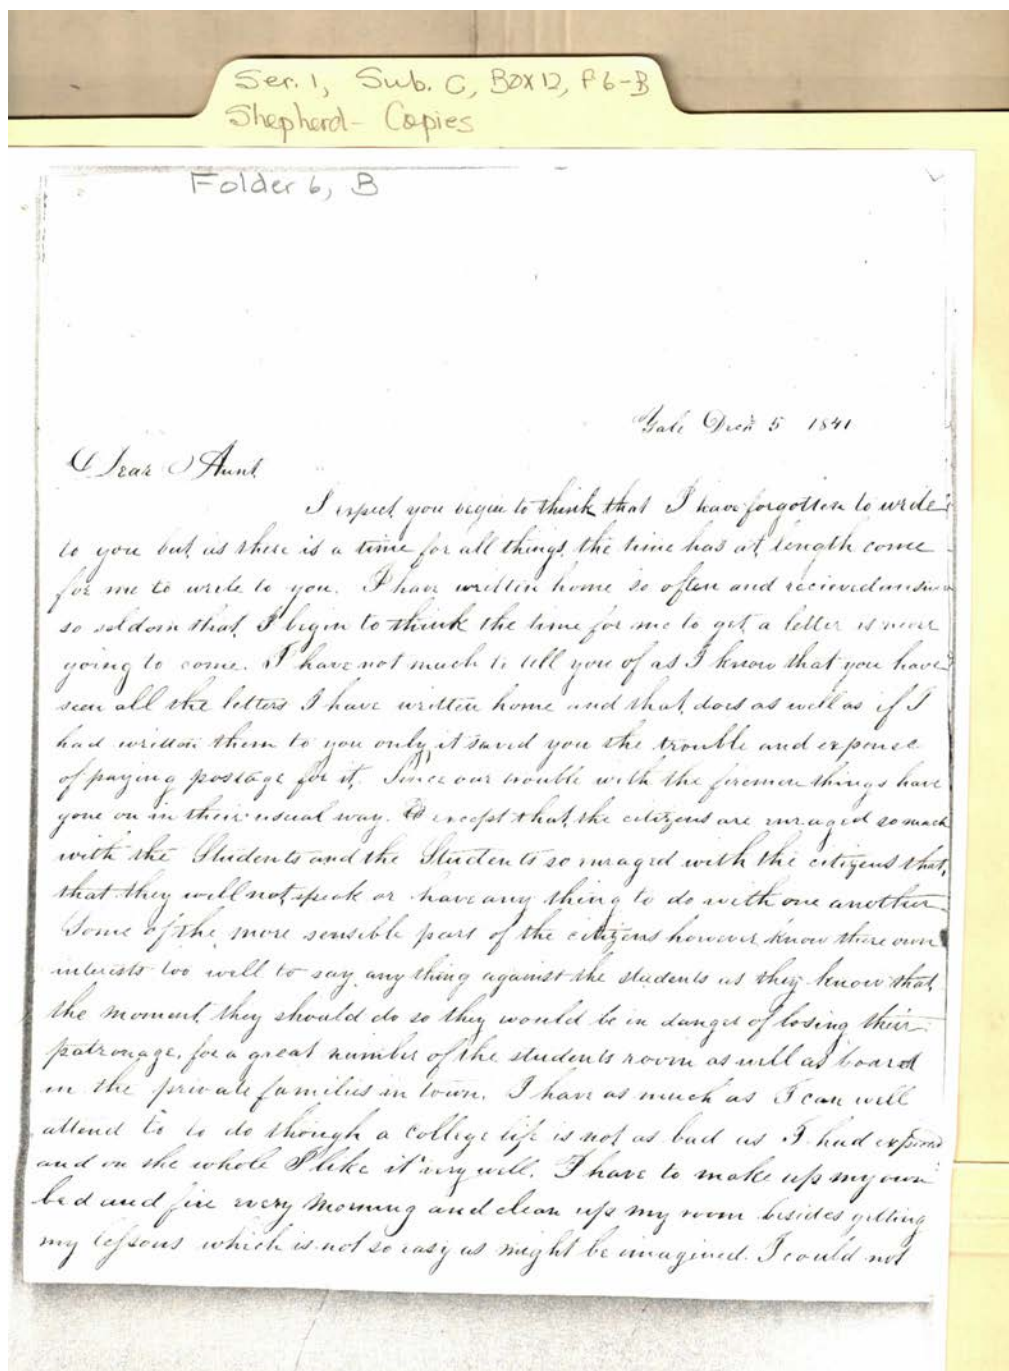 Ser. 1, Sub. C, Box 12, F6-B
Shepherd - Copies
Folder 6, B
Yale Decr 5 1841
Dear Aunt
I expect you begin to think that I have forgotten to write
to you but as there is a time for all things, the time has at length come
for me to write to you. I have written home so often and recieved answers
so seldom that I begin to think the time for me to get a letter is never
going to come. I have not much to tell you of as I know that you have
seen all the letters I have written home and that does as well as if I
had written them to you only it saved you the trouble and expense
of paying postage for it. Since our trouble with the firemen things have
gone on in their usual way. except that the citizens are enraged so much
with the Students and the Students so enraged with the citizens that,
that they will not speak or have any thing to do with one another.
Some of the more sensible part of the citizens however know there own
interests too well to say any thing against the students as they know that
the moment they should do so they would be in danger of losing their
patronage, for a great number of the students room as well as board
in the private families in town. I have as much as I can well
attend to to do though a college life is not as bad as I had expected
and on the whole I like it very well. I have to make up my own
bed and fire every morning and clean up my room besides getting
my lessons which is not so easy as might be imagined. I could not